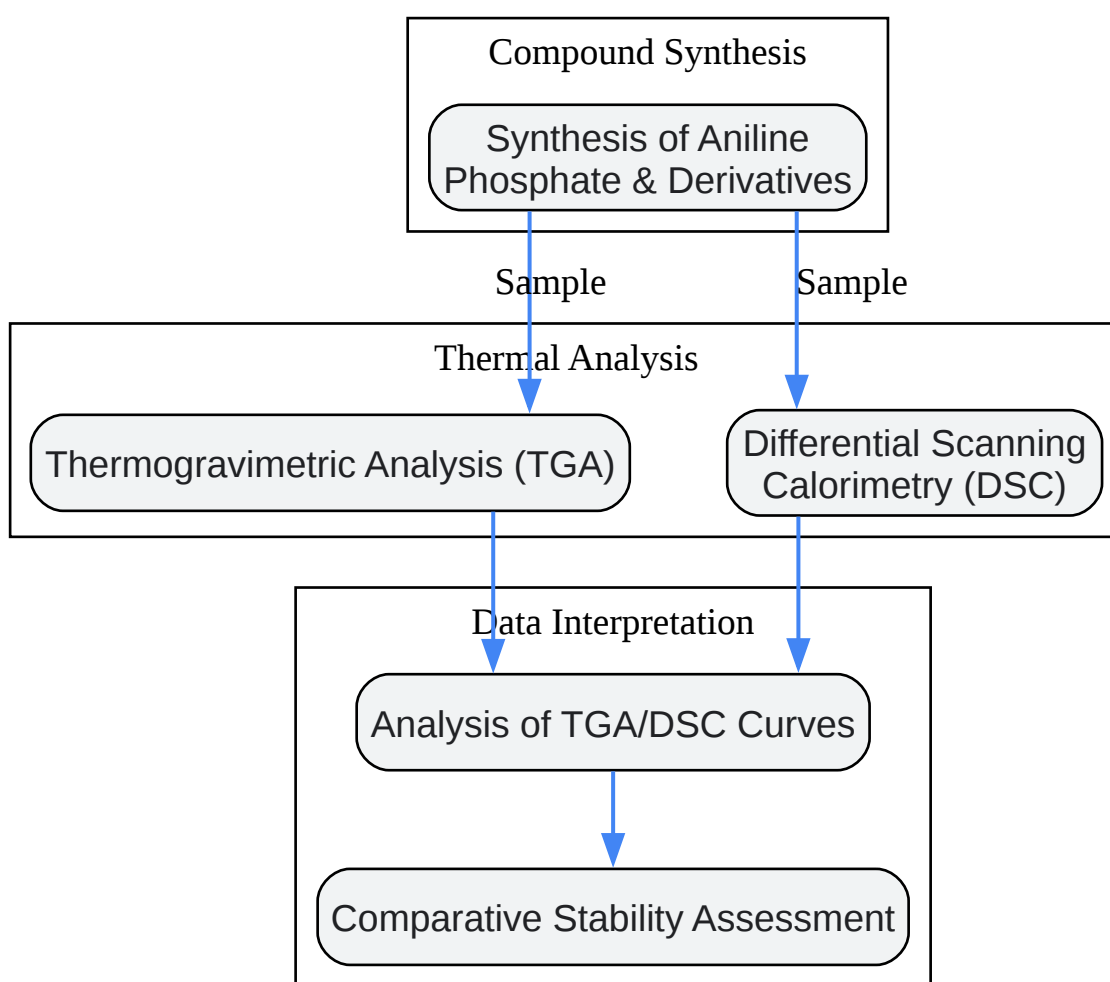 Compound Synthesis
Synthesis of Aniline
Phosphate & Derivatives
Sample
Sample
Thermal Analysis
Thermogravimetric Analysis (TGA)
Differential Scanning
Calorimetry (DSC)
Data Interpretation
Analysis of TGA/DSC Curves
Comparative Stability Assessment